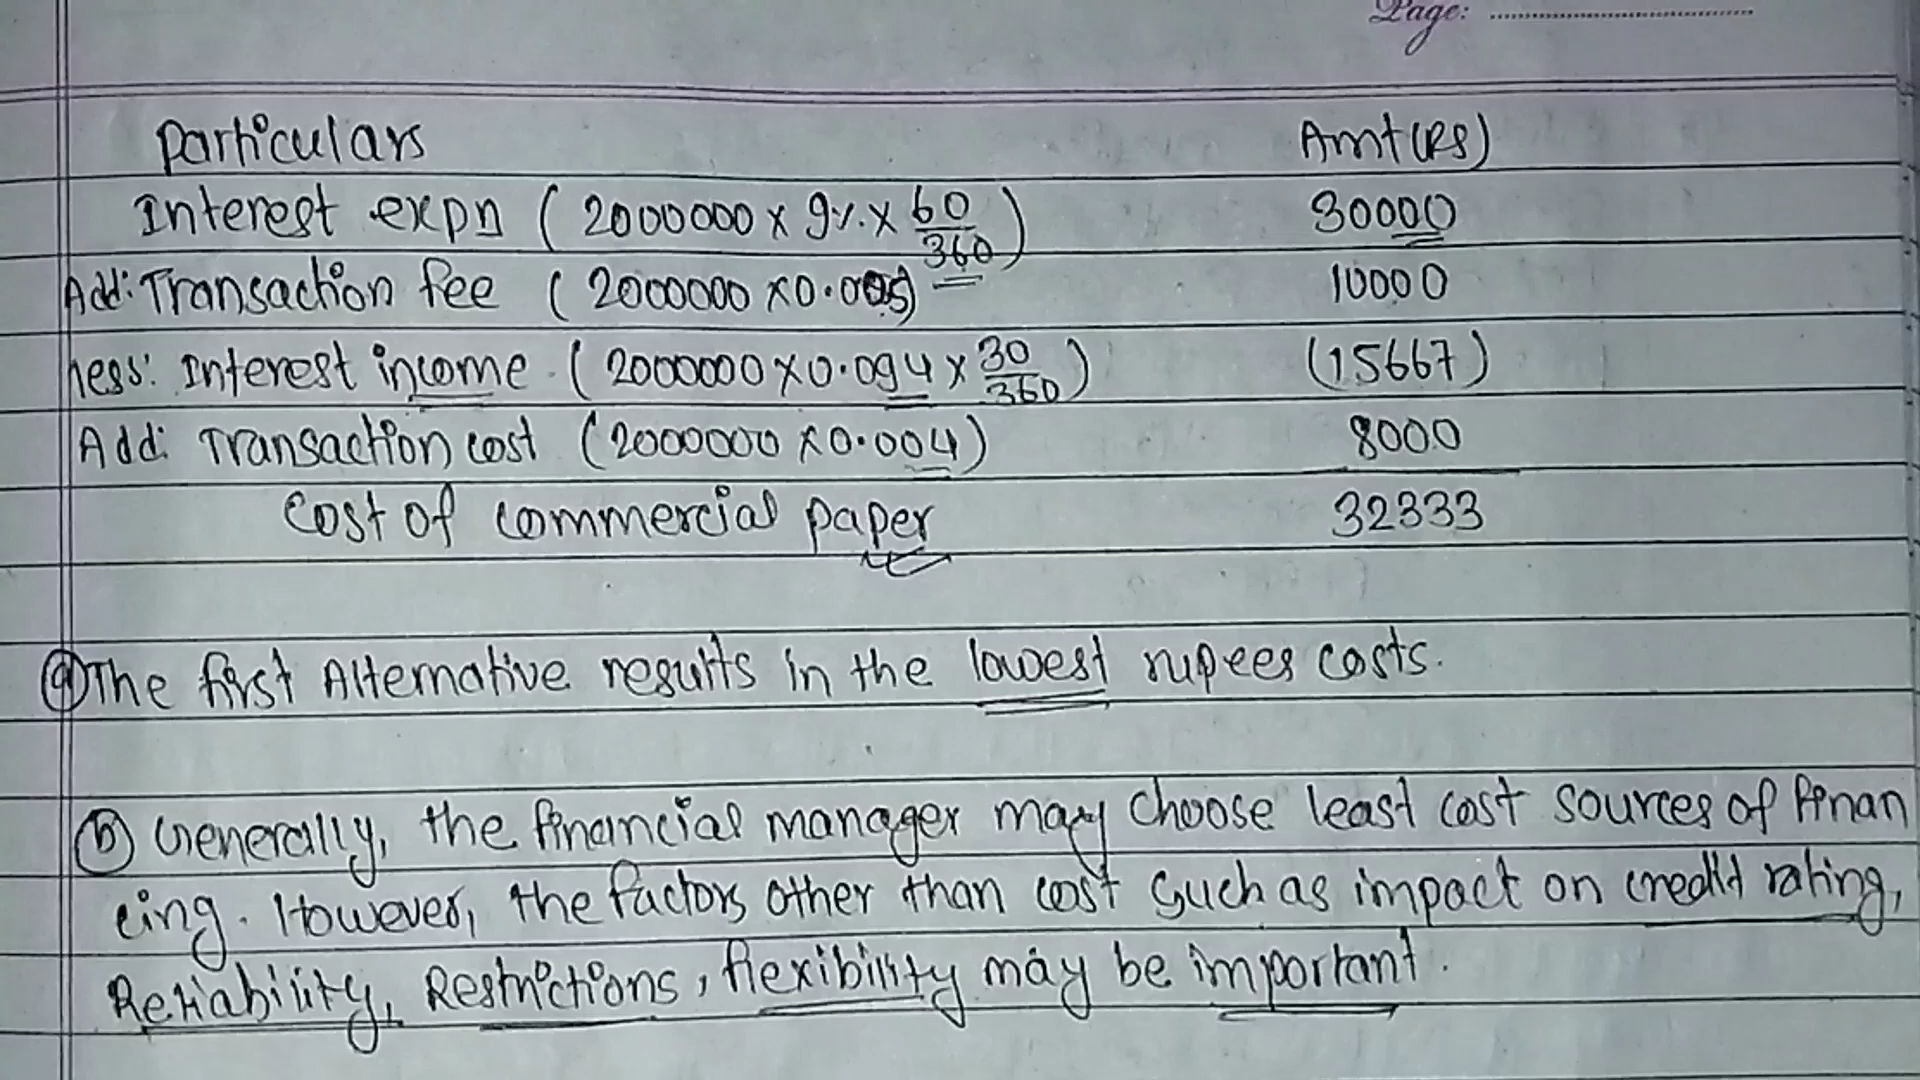 Page:
Particulars Amt(RS)
Interest expn ( 2000000 x 9%. x 60/360 ) 30000
Add: Transaction fee ( 2000000 x 0.005) 10000
Less: Interest income ( 2000000 x 0.094 x 30/360 ) (15667)
Add: Transaction cost (2000000 x 0.004) 8000
Cost of commercial paper 32333
(a) The first Alternative results in the lowest rupees costs.
(b) Generally, the financial manager may choose least cost sources of finan
cing. However, the factors other than cost such as impact on credit rating,
Reliability, Restrictions, flexibility may be important.